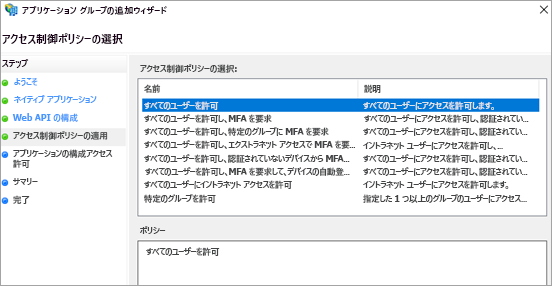 アプリケーション グループの追加ウィザード
アクセス制御ポリシーの選択
ステップ
ようこそ
ネイティブ アプリケーション
Web API の構成
アクセス制御ポリシーの適用
アプリケーションの構成アクセス
許可
サマリー
完了
アクセス制御ポリシーの選択:
名前 説明
すべてのユーザーを許可 すべてのユーザーにアクセスを許可します。
すべてのユーザーを許可し、MFA を要求 すべてのユーザーにアクセスを許可し、認証されてい...
すべてのユーザーを許可し、特定のグループに MFA を要求 すべてのユーザーにアクセスを許可し、認証されてい...
すべてのユーザーを許可し、エクストラネット アクセスで MFA を要... イントラネット ユーザーにアクセスを許可し、...
すべてのユーザーを許可し、認証されていないデバイスから MFA... すべてのユーザーにアクセスを許可し、認証されてい...
すべてのユーザーを許可し、MFA を要求して、デバイスの自動登... すべてのユーザーにアクセスを許可し、認証されてい...
すべてのユーザーにイントラネット アクセスを許可 イントラネット ユーザーにアクセスを許可します。
特定のグループを許可 指定した 1 つ以上のグループのユーザーにアクセス...
ポリシー
すべてのユーザーを許可